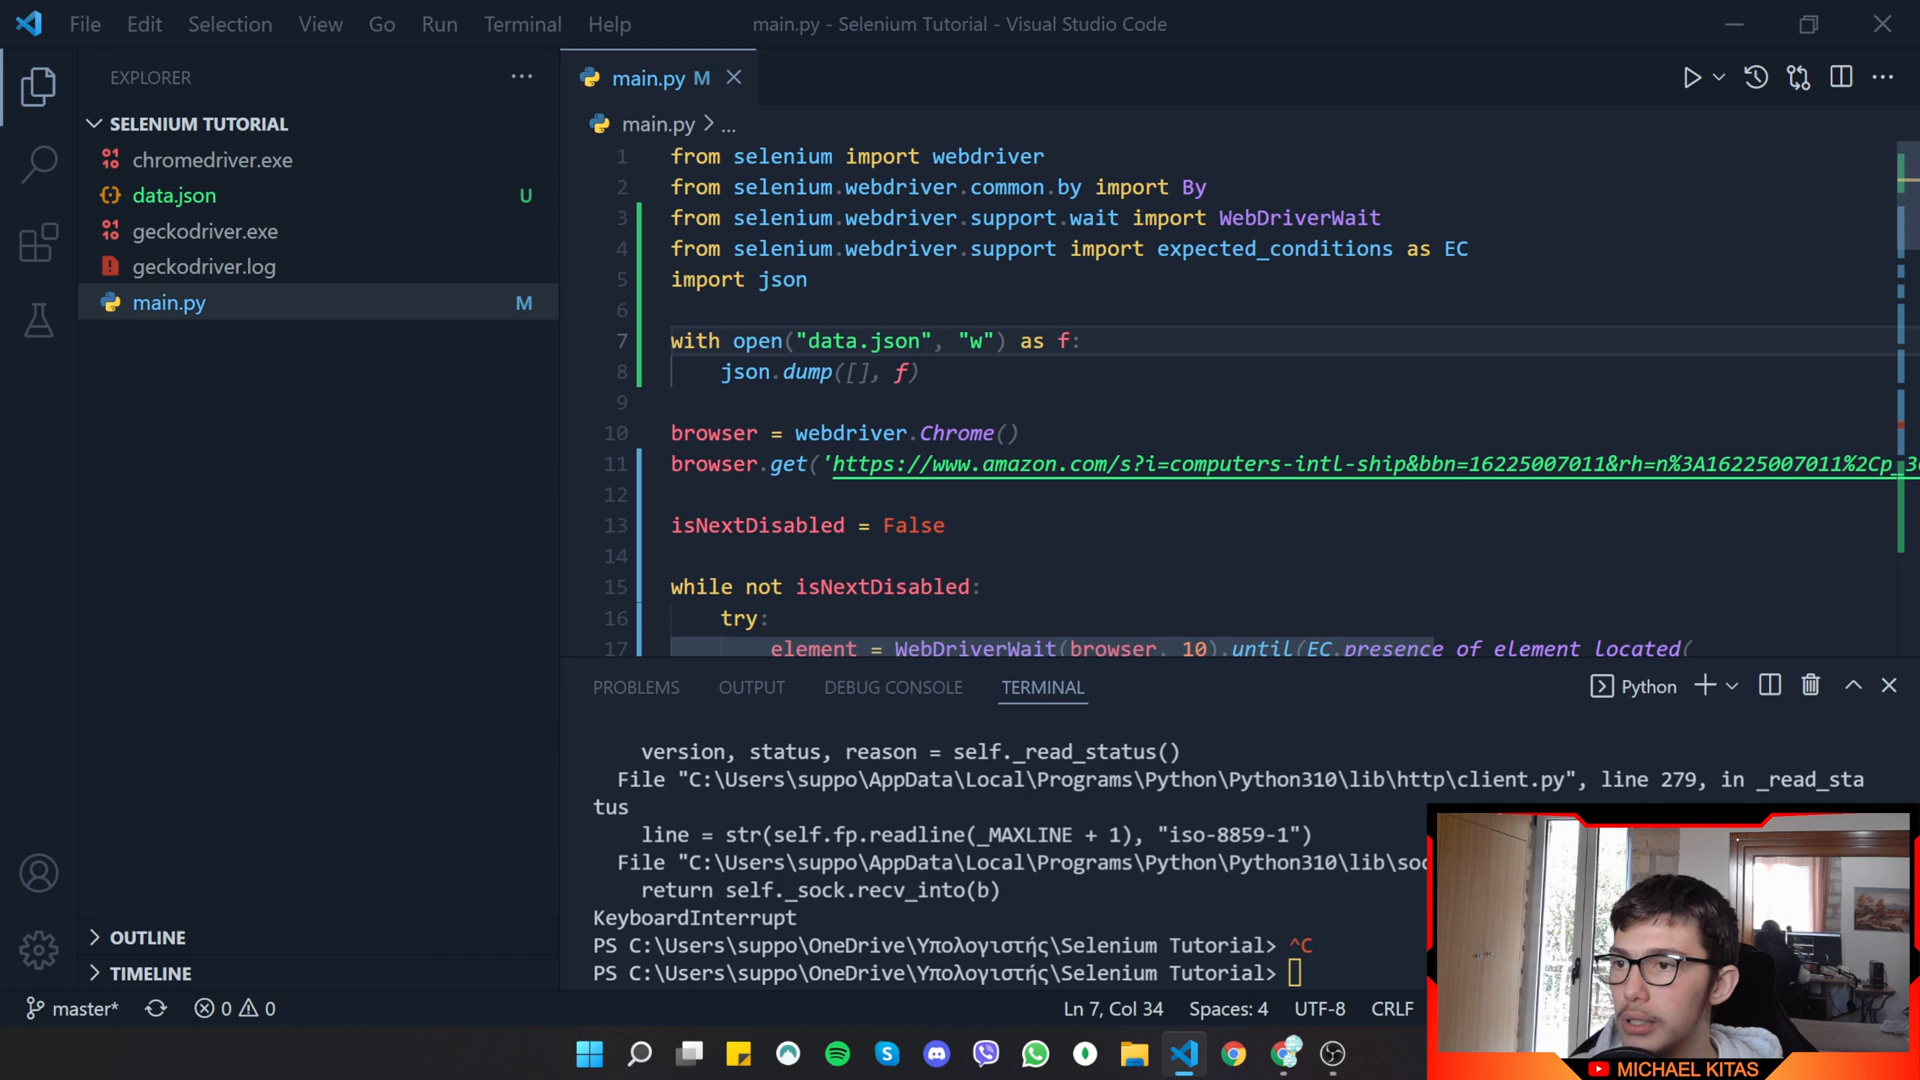 File Edit Selection View Go Run Terminal Help
main.py - Selenium Tutorial - Visual Studio Code
EXPLORER
SELENIUM TUTORIAL
chromedriver.exe
data.json U
geckodriver.exe
geckodriver.log
main.py M
OUTLINE
TIMELINE
main.py M
main.py > ...
1 from selenium import webdriver
2 from selenium.webdriver.common.by import By
3 from selenium.webdriver.support.wait import WebDriverWait
4 from selenium.webdriver.support import expected_conditions as EC
5 import json
6
7 with open("data.json", "w") as f:
8 json.dump([], f)
9
10 browser = webdriver.Chrome()
11 browser.get('https://www.amazon.com/s?i=computers-intl-ship&bbn=16225007011&rh=n%3A16225007011%2Cp_3
12
13 isNextDisabled = False
14
15 while not isNextDisabled:
16 try:
17 element = WebDriverWait(browser, 10).until(EC.presence_of_element_located(
PROBLEMS OUTPUT DEBUG CONSOLE TERMINAL
Python
version, status, reason = self._read_status()
File "C:\Users\suppo\AppData\Local\Programs\Python\Python310\lib\http\client.py", line 279, in _read_sta
tus
line = str(self.fp.readline(_MAXLINE + 1), "iso-8859-1")
File "C:\Users\suppo\AppData\Local\Programs\Python\Python310\lib\soc
return self._sock.recv_into(b)
KeyboardInterrupt
PS C:\Users\suppo\OneDrive\Υπολογιστής\Selenium Tutorial> ^C
PS C:\Users\suppo\OneDrive\Υπολογιστής\Selenium Tutorial>
master* 0 0
Ln 7, Col 34 Spaces: 4 UTF-8 CRLF
MICHAEL KITAS